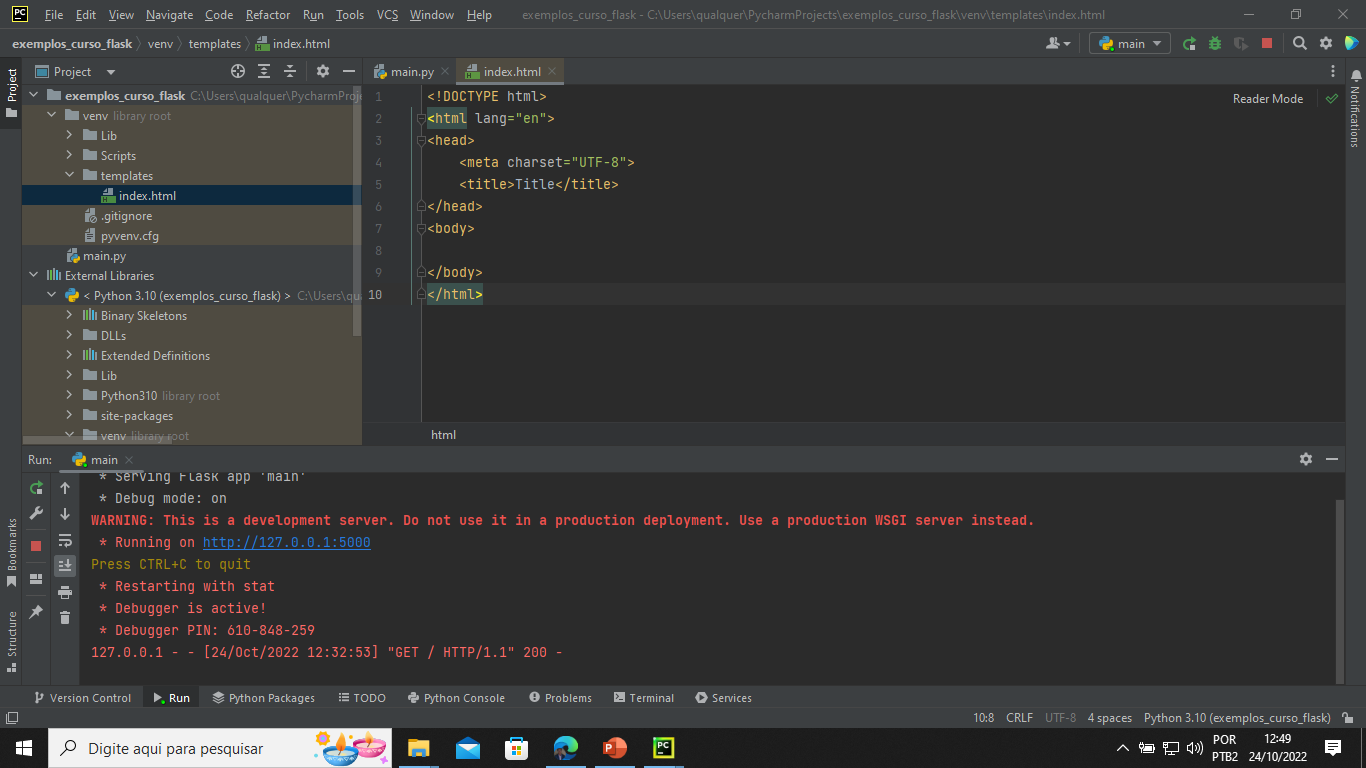 PC File Edit View Navigate Code Refactor Run Tools VCS Window Help exemplos_curso_flask - C:\Users\qualquer\PycharmProjects\exemplos_curso_flask\venv\templates\index.html
exemplos_curso_flask venv templates index.html main
Project main.py index.html
Project
Notifications
Bookmarks
Structure
exemplos_curso_flask C:\Users\qualquer\PycharmProje
venv library root
Lib
Scripts
templates
index.html
.gitignore
pyvenv.cfg
main.py
External Libraries
< Python 3.10 (exemplos_curso_flask) > C:\Users\qu
Binary Skeletons
DLLs
Extended Definitions
Lib
Python310 library root
site-packages
venv library root
Reader Mode
1 <!DOCTYPE html>
2 <html lang="en">
3 <head>
4 <meta charset="UTF-8">
5 <title>Title</title>
6 </head>
7 <body>
8
9 </body>
10 </html>
html
Run: main
* Serving Flask app 'main'
* Debug mode: on
WARNING: This is a development server. Do not use it in a production deployment. Use a production WSGI server instead.
* Running on http://127.0.0.1:5000
Press CTRL+C to quit
* Restarting with stat
* Debugger is active!
* Debugger PIN: 610-848-259
127.0.0.1 - - [24/Oct/2022 12:32:53] "GET / HTTP/1.1" 200 -
Version Control Run Python Packages TODO Python Console Problems Terminal Services
10:8 CRLF UTF-8 4 spaces Python 3.10 (exemplos_curso_flask)
Digite aqui para pesquisar
POR
PTB2
12:49
24/10/2022